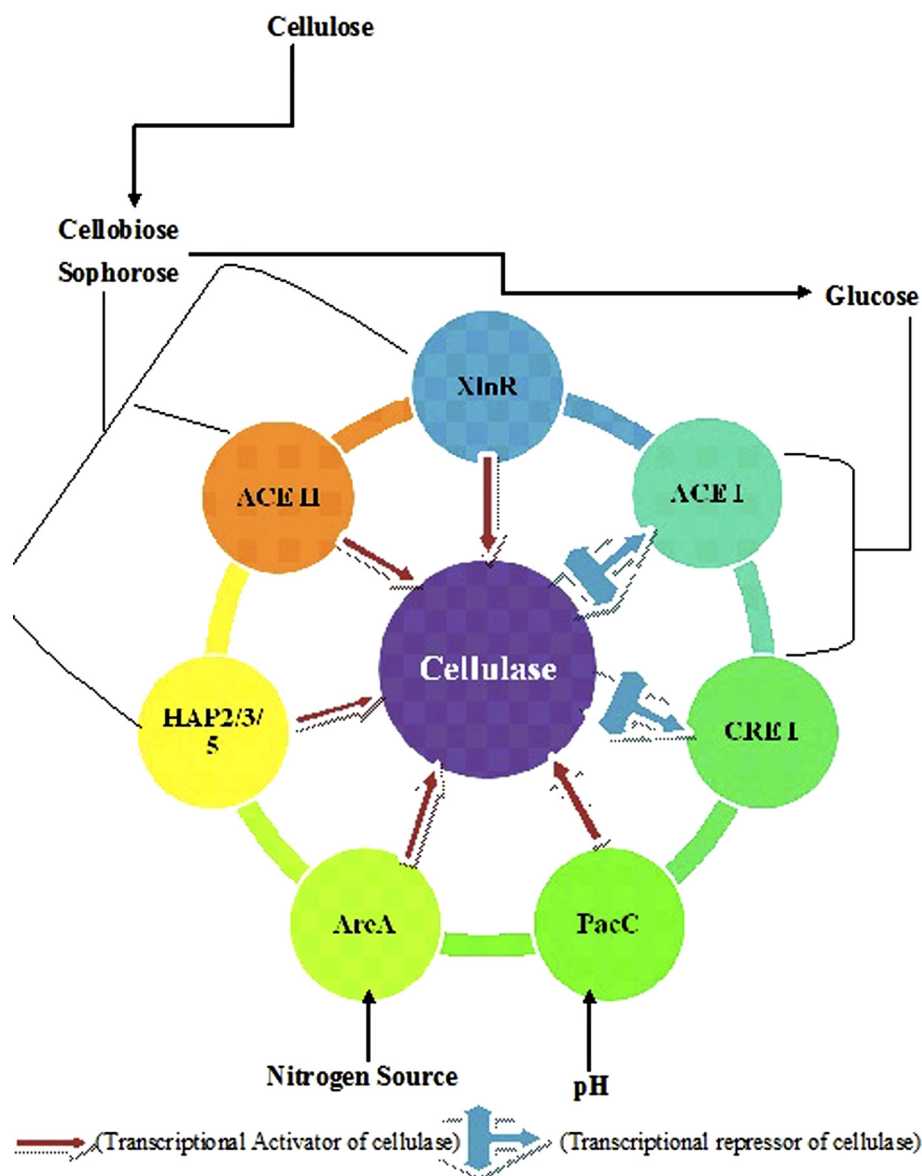 Cellulose
Cellobiose
Sophorose
Glucose
XlnR
ACE II
ACE I
Cellulase
HAP2/3/
5
CRE I
AreA
PacC
Nitrogen Source
pH
(Transcriptional Activator of cellulase)
(Transcriptional repressor of cellulase)